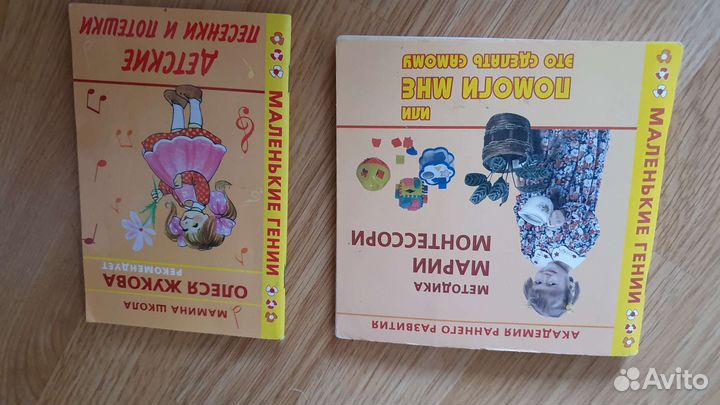 МАМИНА ШКОЛА
ОЛЕСЯ ЖУКОВА
РЕКОМЕНДУЕТ
ДЕТСКИЕ
ПЕСЕНКИ И ПОТЕШКИ
МАЛЕНЬКИЕ ГЕНИИ
АКАДЕМИЯ РАННЕГО РАЗВИТИЯ
МЕТОДИКА
МАРИИ
МОНТЕССОРИ
ИЛИ
ПОМОГИ МНЕ
ЭТО СДЕЛАТЬ САМОМУ
МАЛЕНЬКИЕ ГЕНИИ
Avito